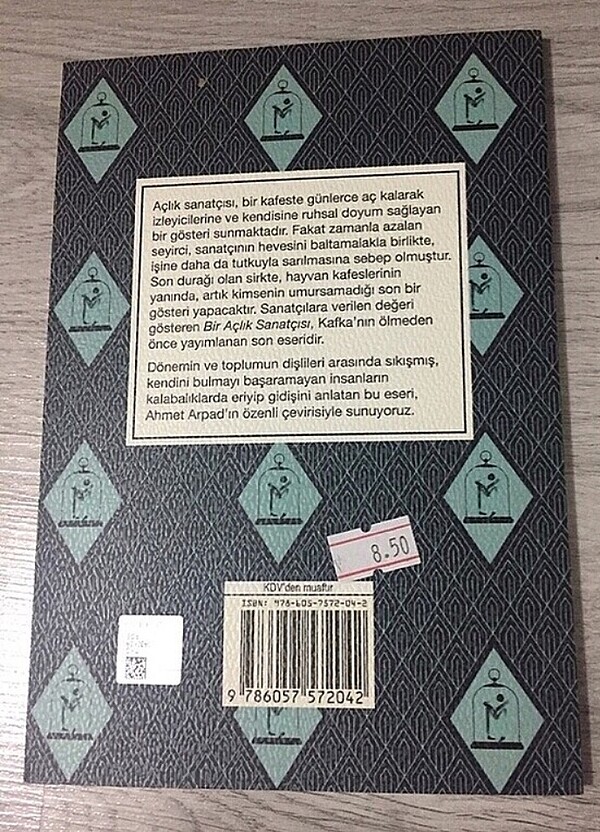 Açlık sanatçısı, bir kafeste günlerce aç kalarak
izleyicilerine ve kendisine ruhsal doyum sağlayan
bir gösteri sunmaktadır. Fakat zamanla azalan
seyirci, sanatçının hevesini baltamalakla birlikte,
işine daha da tutkuyla sarılmasına sebep olmuştur.
Son durağı olan sirkte, hayvan kafeslerinin
yanında, artık kimsenin umursamadığı son bir
gösteri yapacaktır. Sanatçılara verilen değeri
gösteren Bir Açlık Sanatçısı, Kafka'nın ölmeden
önce yayımlanan son eseridir.
Dönemin ve toplumun dişlileri arasında sıkışmış,
kendini bulmayı başaramayan insanların
kalabalıklarda eriyip gidişini anlatan bu eseri,
Ahmet Arpad'ın özenli çevirisiyle sunuyoruz.
8.50
KDV'den muaftır
ISBN: 978-605-7572-04-2
9 786057 572042